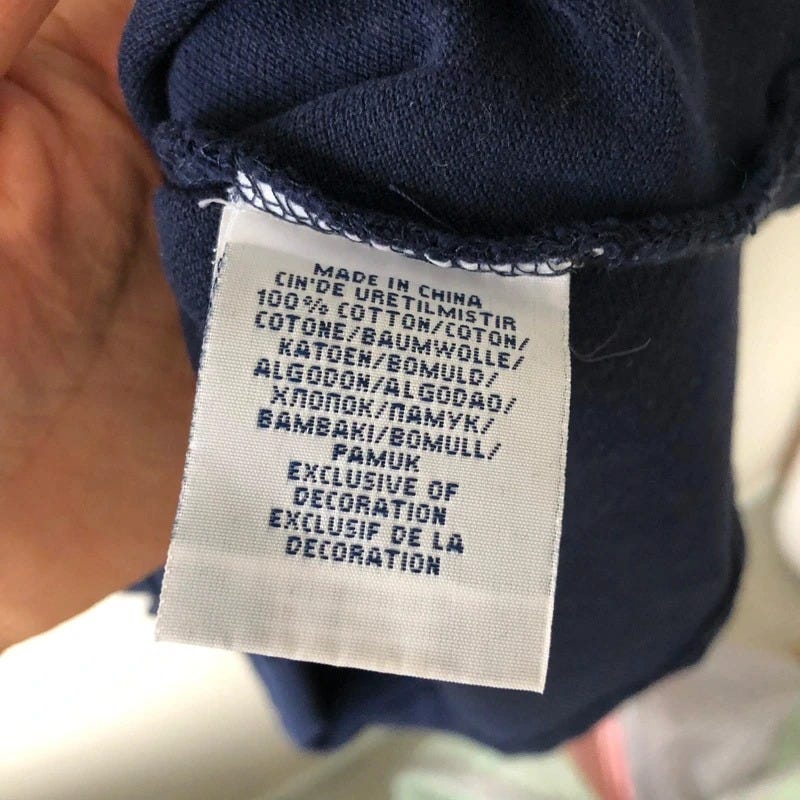 MADE IN CHINA
CIN'DE URETILMISTIR
100% COTTON/COTON/
COTONE/BAUMWOLLE/
KATOEN/BOMULD/
ALGODON/ALGODAO/
ХЛОПОК/ПАМУК/
BAMBAKI/BOMULL/
PAMUK
EXCLUSIVE OF
DECORATION
EXCLUSIF DE LA
DECORATION